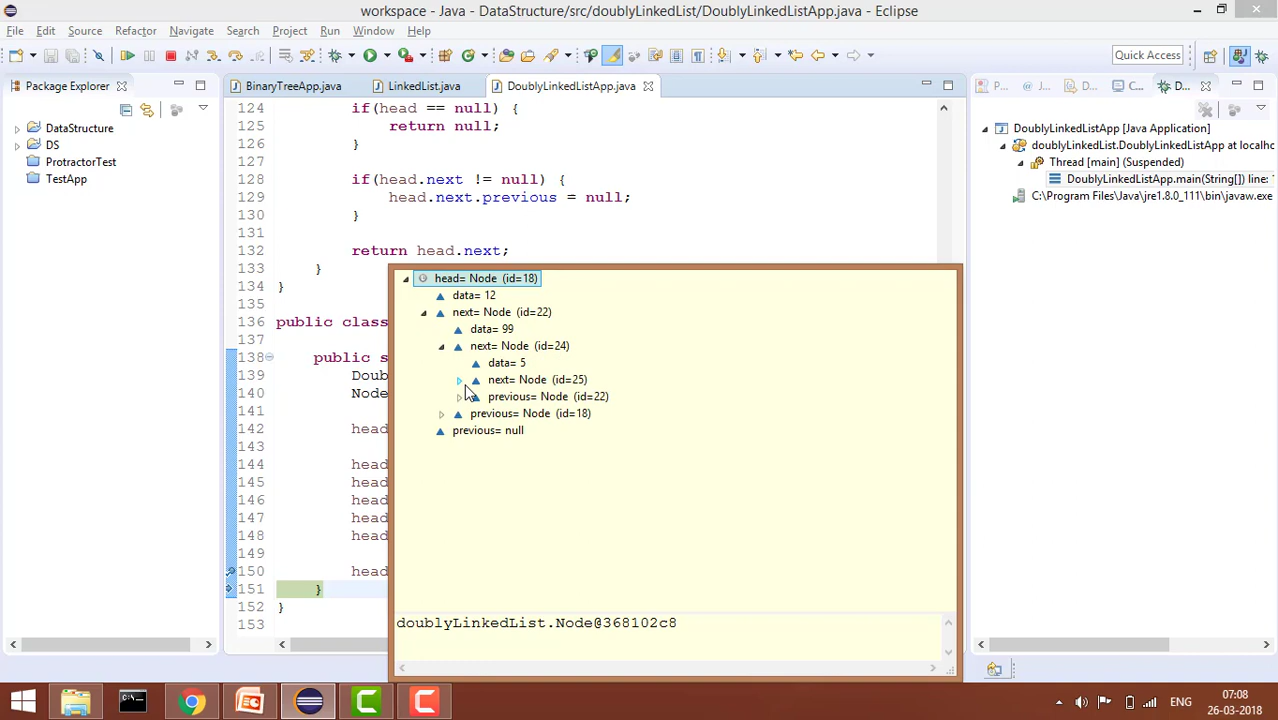 workspace - Java - DataStructure/src/doublyLinkedList/DoublyLinkedListApp.java - Eclipse
File Edit Source Refactor Navigate Search Project Run Window Help
Quick Access
Package Explorer
BinaryTreeApp.java LinkedList.java DoublyLinkedListApp.java
P... J... D... C... D...
DataStructure
DS
ProtractorTest
TestApp
124 if(head == null) {
125 return null;
126 }
127
128 if(head.next != null) {
129 head.next.previous = null;
130 }
131
132 return head.next;
133 }
134 }
135
136 public class
137
138 public s
139 Doub
140 Node
141
142 head
143
144 head
145 head
146 head
147 head
148 head
149
150 head
151 }
152 }
153
head= Node (id=18)
data= 12
next= Node (id=22)
data= 99
next= Node (id=24)
data= 5
next= Node (id=25)
previous= Node (id=22)
previous= Node (id=18)
previous= null
doublyLinkedList.Node@368102c8
DoublyLinkedListApp [Java Application]
doublyLinkedList.DoublyLinkedListApp at localho
Thread [main] (Suspended)
DoublyLinkedListApp.main(String[]) line:
C:\Program Files\Java\jre1.8.0_111\bin\javaw.exe
ENG
07:08
26-03-2018